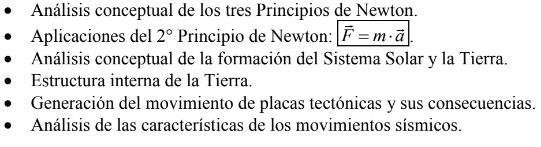 • Análisis conceptual de los tres Principios de Newton.
• Aplicaciones del 2° Principio de Newton: F⃗ = m · a⃗.
• Análisis conceptual de la formación del Sistema Solar y la Tierra.
• Estructura interna de la Tierra.
• Generación del movimiento de placas tectónicas y sus consecuencias.
• Análisis de las características de los movimientos sísmicos.